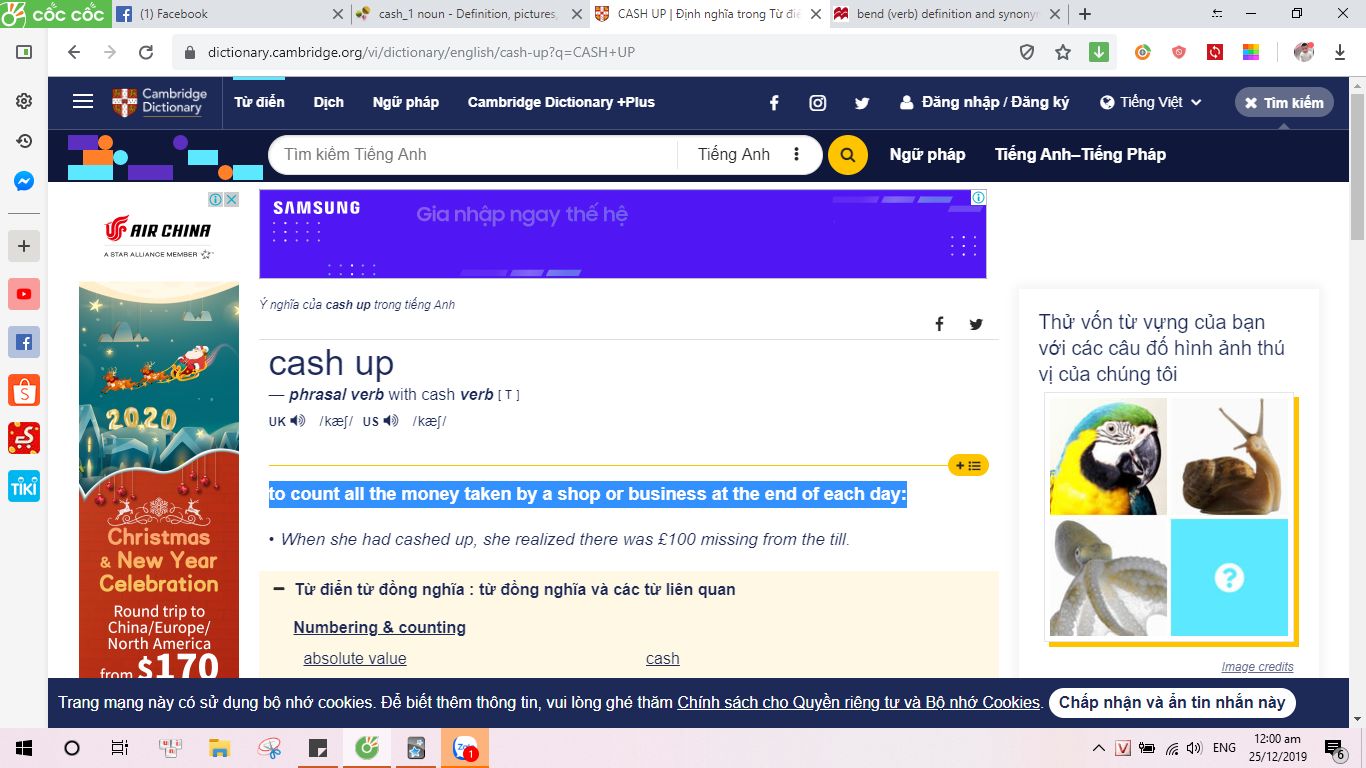 CỐC CỐC
(1) Facebook
cash_1 noun - Definition, pictures,
CASH UP | Định nghĩa trong Từ điể
bend (verb) definition and synonym
dictionary.cambridge.org/vi/dictionary/english/cash-up?q=CASH+UP
Cambridge
Dictionary
Từ điển
Dịch
Ngữ pháp
Cambridge Dictionary +Plus
Đăng nhập / Đăng ký
Tiếng Việt
Tìm kiếm
Tìm kiếm Tiếng Anh
Tiếng Anh
Ngữ pháp
Tiếng Anh–Tiếng Pháp
AIR CHINA
A STAR ALLIANCE MEMBER
2020
Christmas
& New Year
Celebration
Round trip to
China/Europe/
North America
from $170
SAMSUNG
Gia nhập ngay thế hệ
Ý nghĩa của cash up trong tiếng Anh
cash up
— phrasal verb with cash verb [ T ]
UK /kæʃ/ US /kæʃ/
to count all the money taken by a shop or business at the end of each day:
• When she had cashed up, she realized there was £100 missing from the till.
Từ điển từ đồng nghĩa : từ đồng nghĩa và các từ liên quan
Numbering & counting
absolute value
cash
Thử vốn từ vựng của bạn
với các câu đố hình ảnh thú
vị của chúng tôi
?
Image credits
Trang mạng này có sử dụng bộ nhớ cookies. Để biết thêm thông tin, vui lòng ghé thăm Chính sách cho Quyền riêng tư và Bộ nhớ Cookies.
Chấp nhận và ẩn tin nhắn này
TIKI
Zalo
1
V
ENG
12:00 am
25/12/2019
6